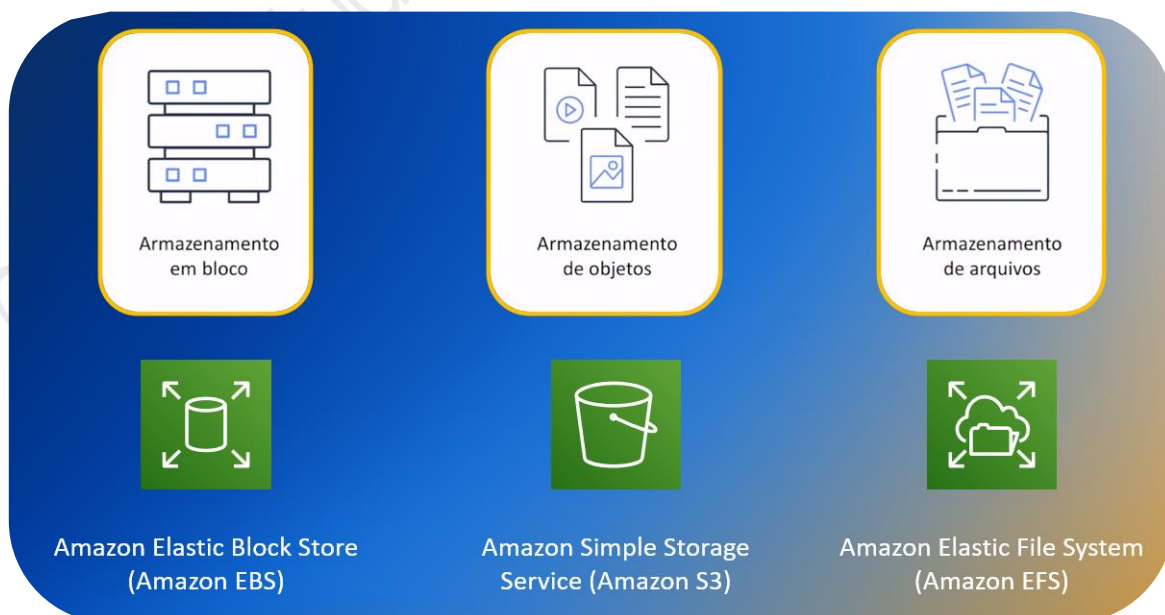 Armazenamento
em bloco
Armazenamento
de objetos
Armazenamento
de arquivos
Amazon Elastic Block Store
(Amazon EBS)
Amazon Simple Storage
Service (Amazon S3)
Amazon Elastic File System
(Amazon EFS)